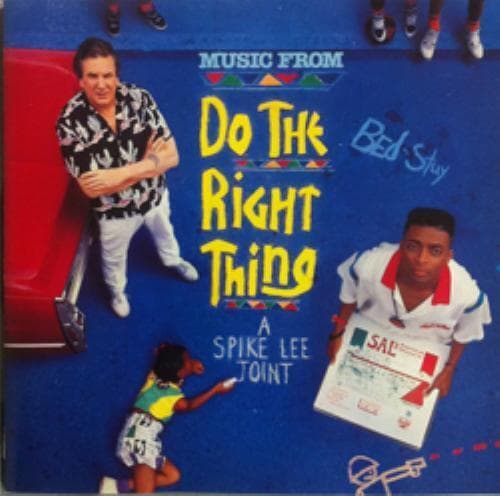 MUSIC FROM
DO THE
RIGHT
THING
A
SPIKE LEE
JOINT
BED-Stuy
SAL'